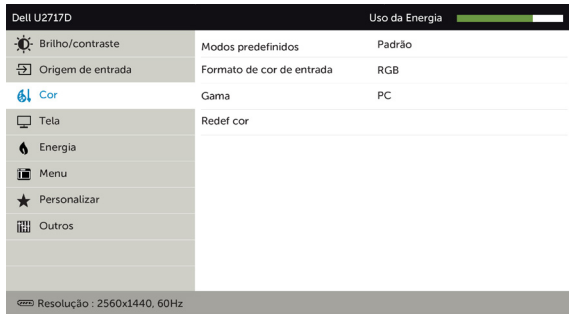 Dell U2717D Uso da Energia
Brilho/contraste
Origem de entrada
Cor
Tela
Energia
Menu
Personalizar
Outros
Modos predefinidos Padrão
Formato de cor de entrada RGB
Gama PC
Redef cor
Resolução : 2560x1440, 60Hz